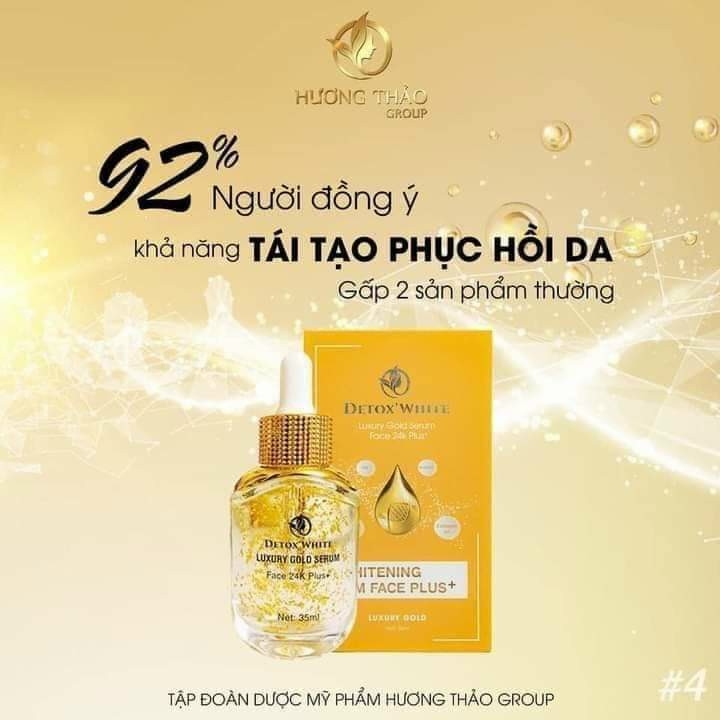 HƯƠNG THẢO
GROUP
92%
Người đồng ý
khả năng TÁI TẠO PHỤC HỒI DA
Gấp 2 sản phẩm thường
DETOX'WHITE
Luxury Gold Serum
Face 24k Plus+
HITENING
M FACE PLUS+
LUXURY GOLD
DETOX'WHITE
LUXURY GOLD SERUM
Face 24K Plus+
Net: 35ml
TẬP ĐOÀN DƯỢC MỸ PHẨM HƯƠNG THẢO GROUP
#4